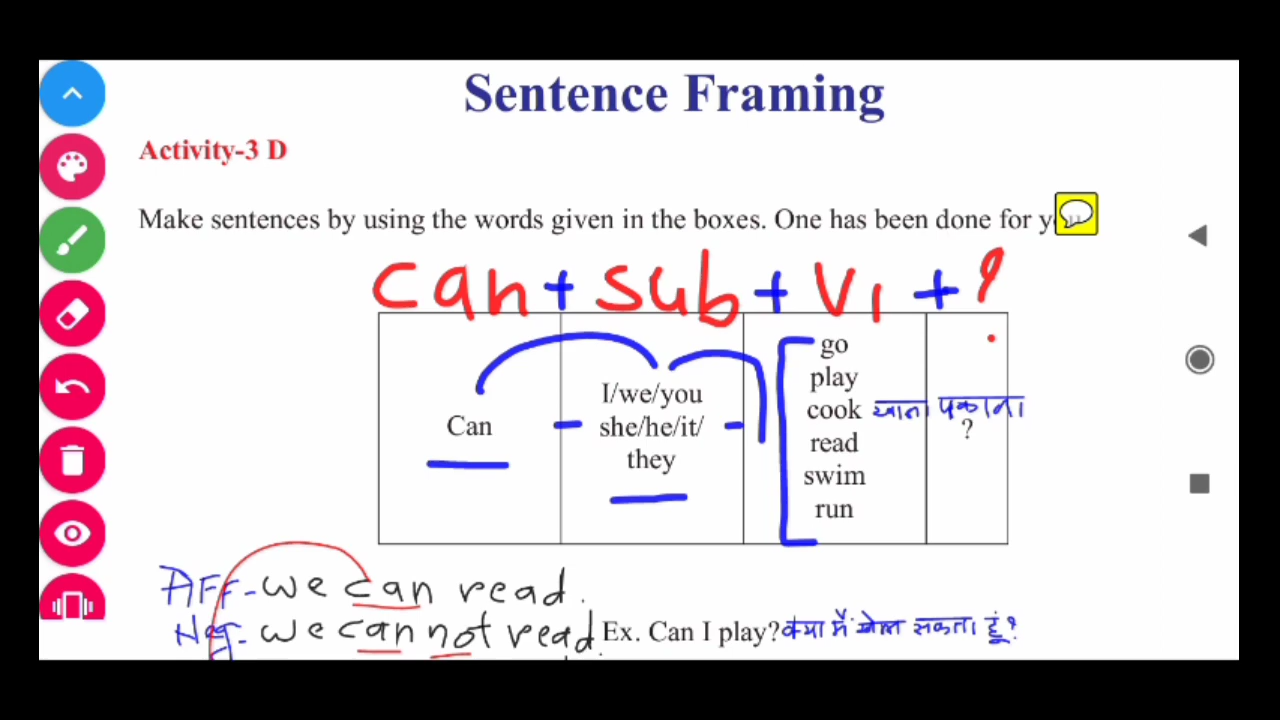 Sentence Framing
Activity-3 D
Make sentences by using the words given in the boxes. One has been done for y
can + sub + V1 + ?
Can
I/we/you
she/he/it/
they
go
play
cook खाना पकाना
read
swim
run
?
AFF- we can read.
Neg- we can not read.
Ex. Can I play? क्या मैं खेल सकता हूं?